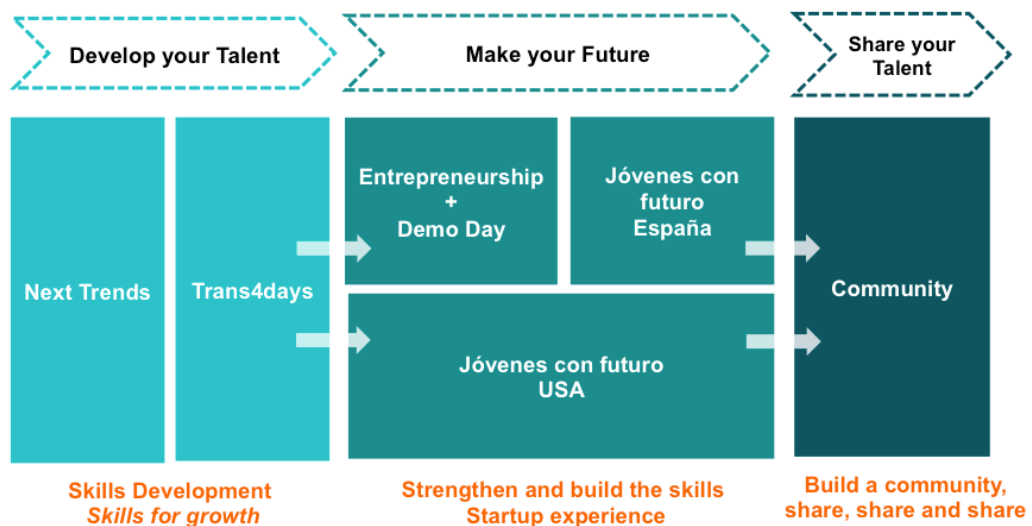 Develop your Talent
Make your Future
Share your
Talent
Next Trends
Trans4days
Entrepreneurship
+
Demo Day
Jóvenes con
futuro
España
Jóvenes con futuro
USA
Community
Skills Development
Skills for growth
Strengthen and build the skills
Startup experience
Build a community,
share, share and share